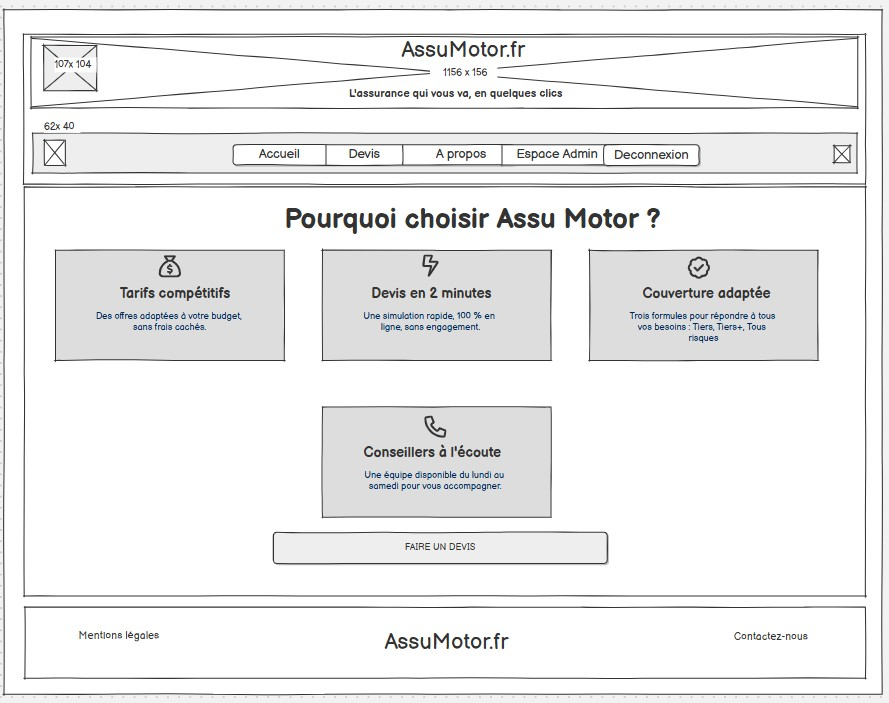 AssuMotor.fr
107x 104
1156 x 156
L'assurance qui vous va, en quelques clics
62x 40
Accueil
Devis
A propos
Espace Admin
Deconnexion
Pourquoi choisir Assu Motor ?
Tarifs compétitifs
Des offres adaptées à votre budget,
sans frais cachés.
Devis en 2 minutes
Une simulation rapide, 100 % en
ligne, sans engagement.
Couverture adaptée
Trois formules pour répondre à tous
vos besoins : Tiers, Tiers+, Tous
risques
Conseillers à l'écoute
Une équipe disponible du lundi au
samedi pour vous accompagner.
FAIRE UN DEVIS
Mentions légales
AssuMotor.fr
Contactez-nous